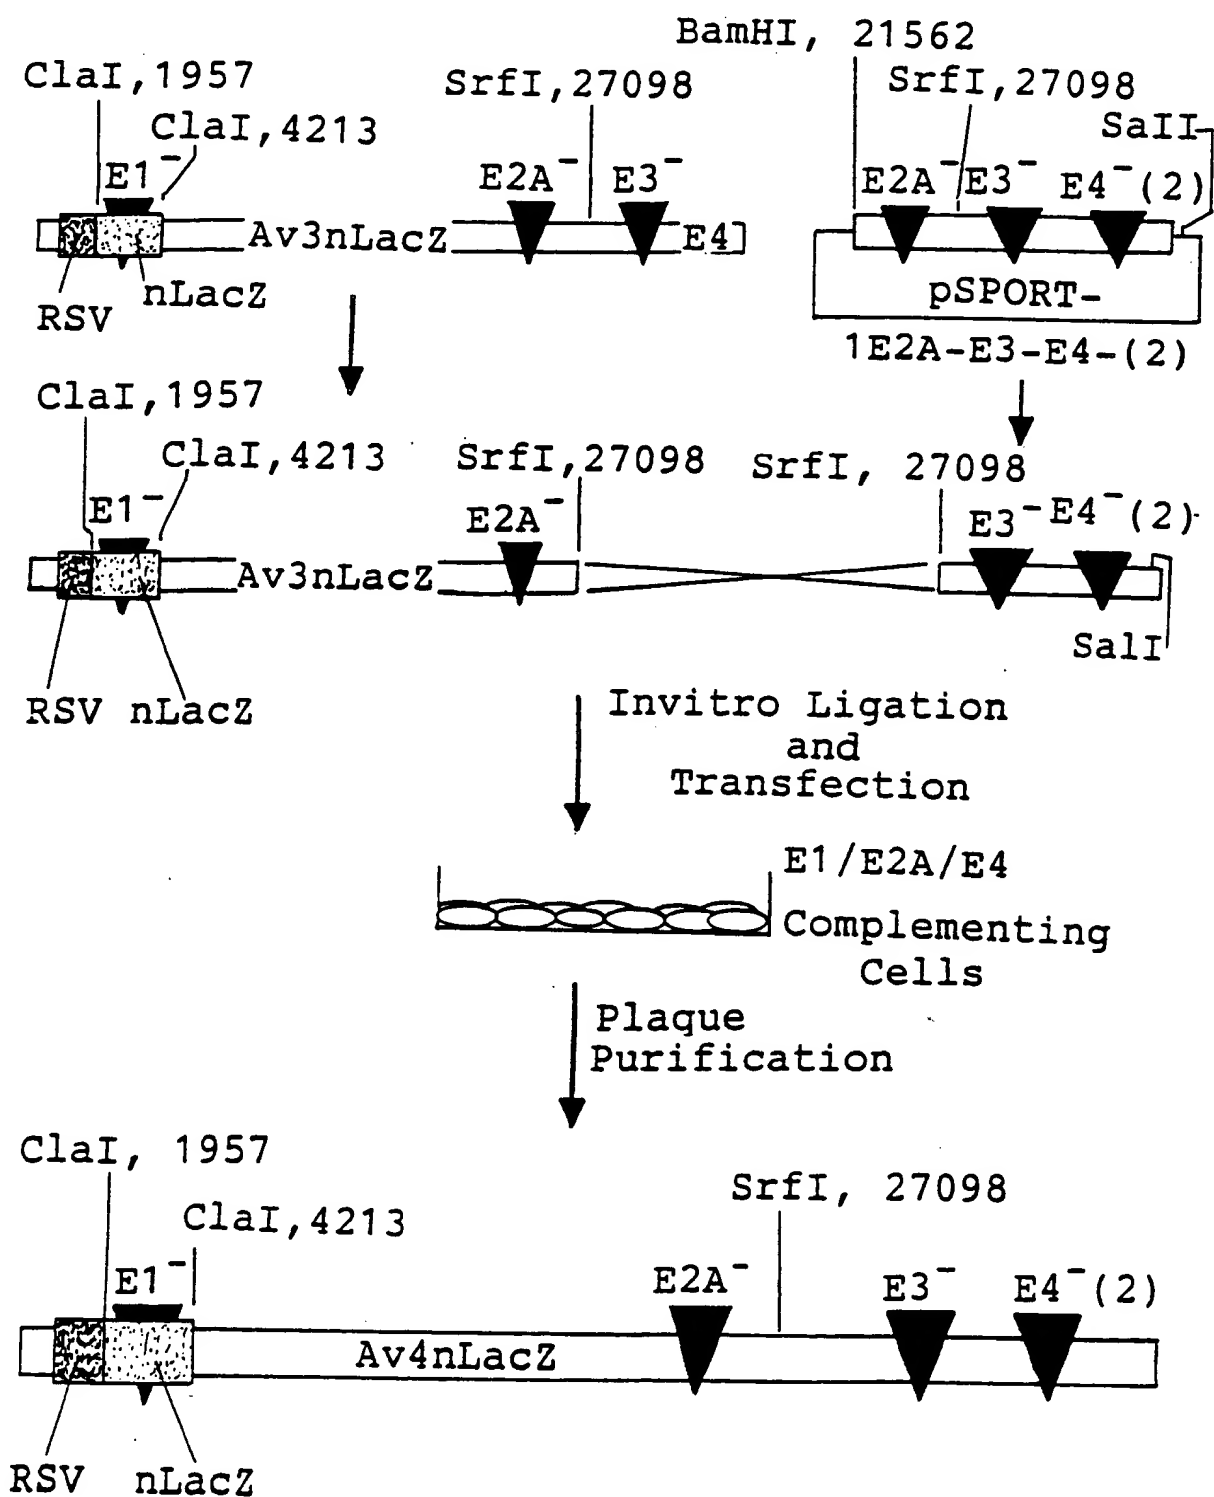 BamHI, 21562
ClaI,1957
SrfI,27098
SrfI,27098
ClaI,4213
SaII
E1-
E2A-
E3-
E2A-
E3-
E4-(2)
Av3nLacZ
E4
nLacZ
RSV
pSPORT-
1E2A-E3-E4-(2)
ClaI,1957
ClaI,4213
SrfI,27098
SrfI, 27098
E1-
E2A-
E3-
E4-(2)
Av3nLacZ
SalI
RSV
nLacZ
Invitro Ligation
and
Transfection
E1/E2A/E4
Complementing
Cells
Plaque
Purification
ClaI, 1957
SrfI, 27098
ClaI,4213
E1-
E2A-
E3-
E4-(2)
Av4nLacZ
RSV
nLacZ